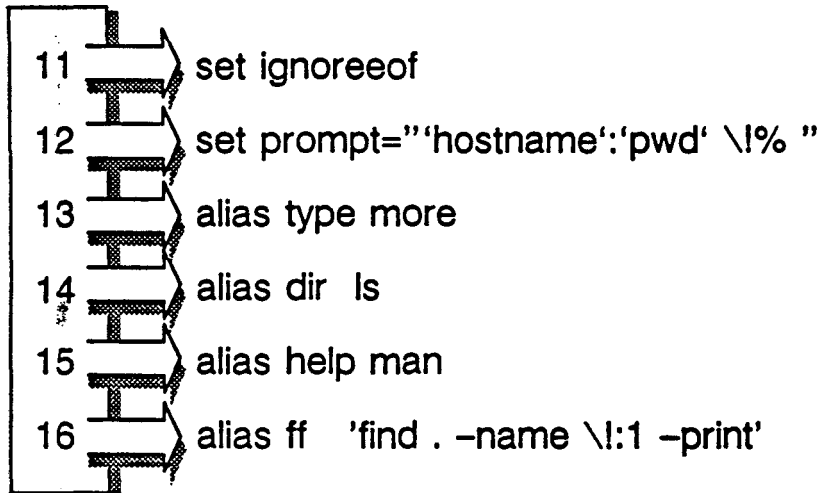 11 set ignoreeof
12 set prompt="‘hostname‘:‘pwd‘ \!% "
13 alias type more
14 alias dir ls
15 alias help man
16 alias ff 'find . –name \!:1 –print'